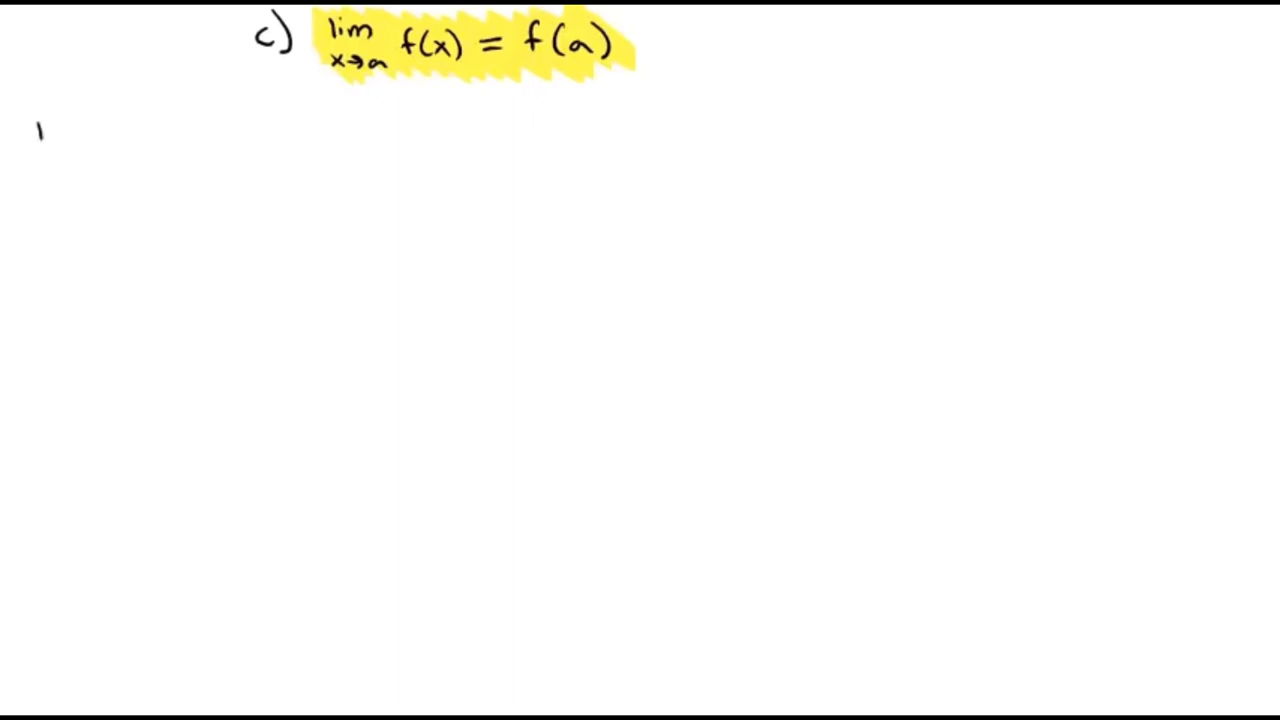 c) lim x→a f(x) = f(a)